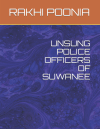 RAKHI POONIA
UNSUNG
POLICE
OFFICERS
OF
SUWANEE